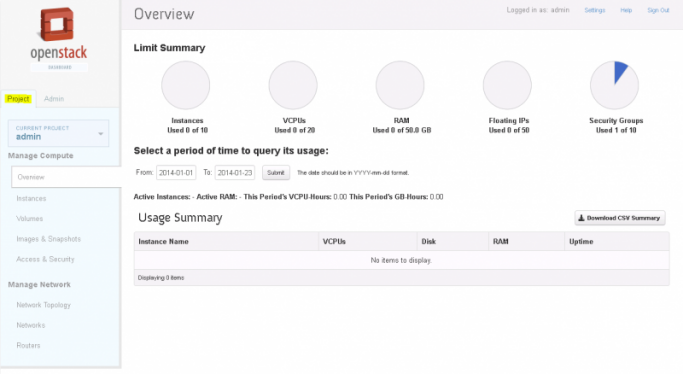 Overview
Logged in as: admin Settings Help Sign Out
openstack
DASHBOARD
Project Admin
CURRENT PROJECT
admin
Manage Compute
Overview
Instances
Volumes
Images & Snapshots
Access & Security
Manage Network
Network Topology
Networks
Routers
Limit Summary
Instances
Used 0 of 10
VCPUs
Used 0 of 20
RAM
Used 0 of 50.0 GB
Floating IPs
Used 0 of 50
Security Groups
Used 1 of 10
Select a period of time to query its usage:
From: 2014-01-01 To: 2014-01-23 Submit The date should be in YYYY-mm-dd format.
Active Instances: - Active RAM: - This Period's VCPU-Hours: 0.00 This Period's GB-Hours: 0.00
Usage Summary
Download CSV Summary
Instance Name VCPUs Disk RAM Uptime
No items to display.
Displaying 0 items